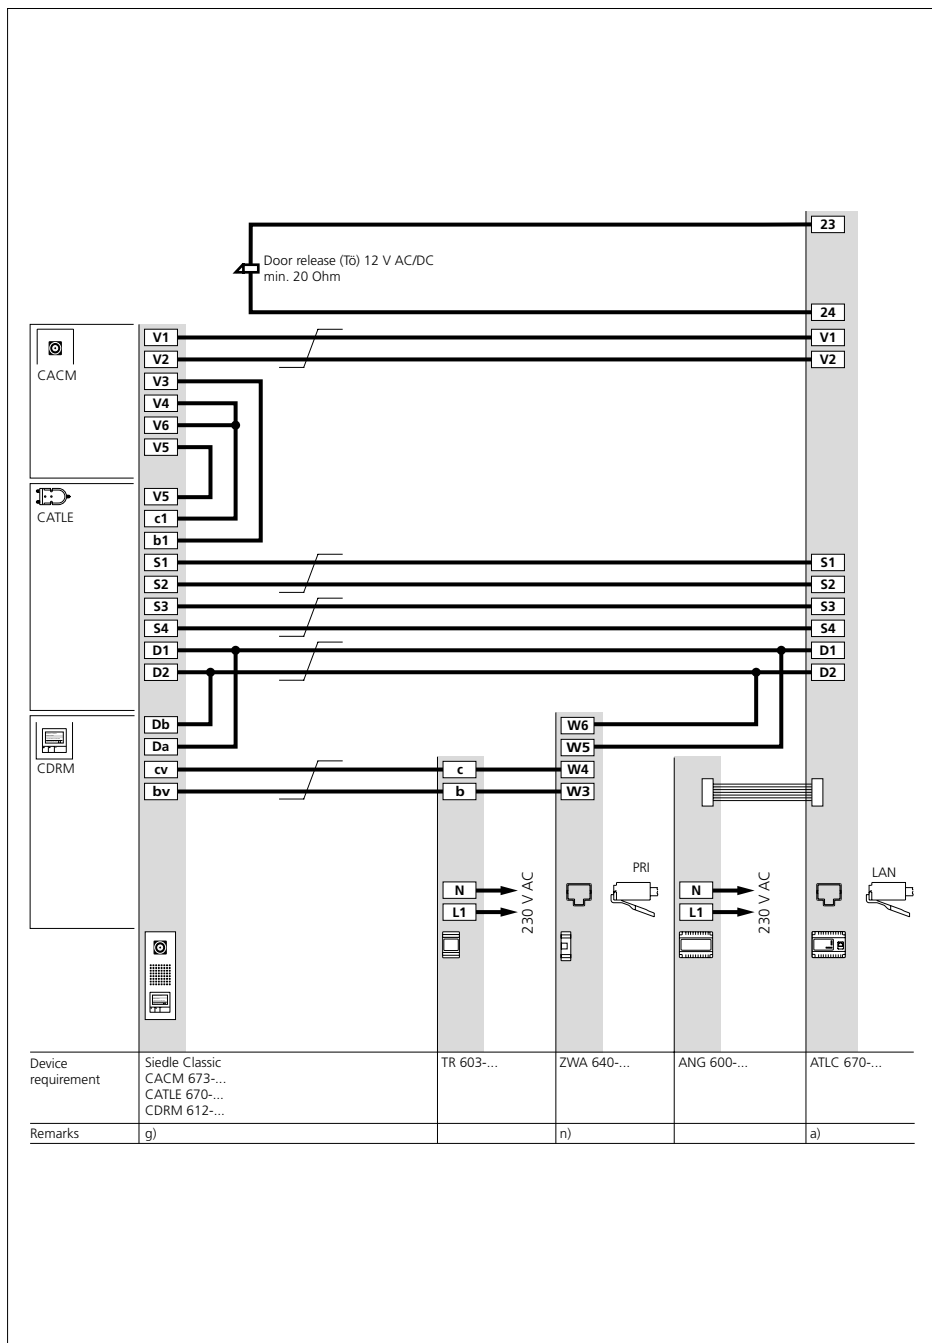 23
Door release (Tö) 12 V AC/DC
min. 20 Ohm
24
CACM
V1
V2
V3
V4
V6
V5
V1
V2
CATLE
V5
c1
b1
S1
S2
S3
S4
D1
D2
S1
S2
S3
S4
D1
D2
CDRM
Db
Da
cv
bv
c
b
W6
W5
W4
W3
N
L1
230 V AC
PRI
N
L1
230 V AC
LAN
Device
requirement
Siedle Classic
CACM 673-...
CATLE 670-...
CDRM 612-...
TR 603-...
ZWA 640-...
ANG 600-...
ATLC 670-...
Remarks
g)
n)
a)